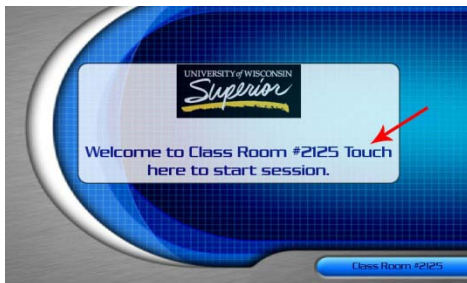 UNIVERSITY of WISCONSIN
Superior
Welcome to Class Room #2125 Touch
here to start session.
Class Room #2125